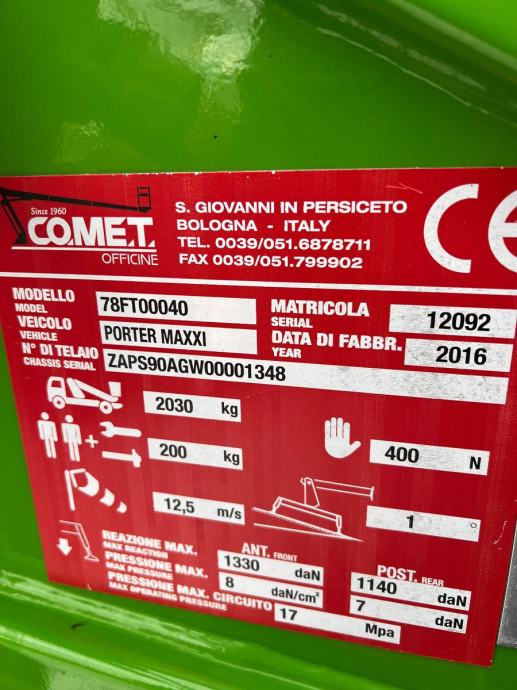 Since 1960
CO.ME.T.
OFFICINE
S. GIOVANNI IN PERSICETO
BOLOGNA - ITALY
TEL. 0039/051.6878711
FAX 0039/051.799902
CE
MODELLO
MODEL
78FT00040
MATRICOLA
SERIAL
12092
VEICOLO
VEHICLE
PORTER MAXXI
DATA DI FABBR.
YEAR
2016
N° DI TELAIO
CHASSIS SERIAL
ZAPS90AGW00001348
2030 kg
200 kg
400 N
12,5 m/s
1 °
ANT. FRONT
POST. REAR
REAZIONE MAX.
MAX REACTION
1330 daN
1140 daN
PRESSIONE MAX.
MAX PRESSURE
8 daN/cm²
7 daN
PRESSIONE MAX. CIRCUITO
MAX OPERATING PRESSURE
17 Mpa